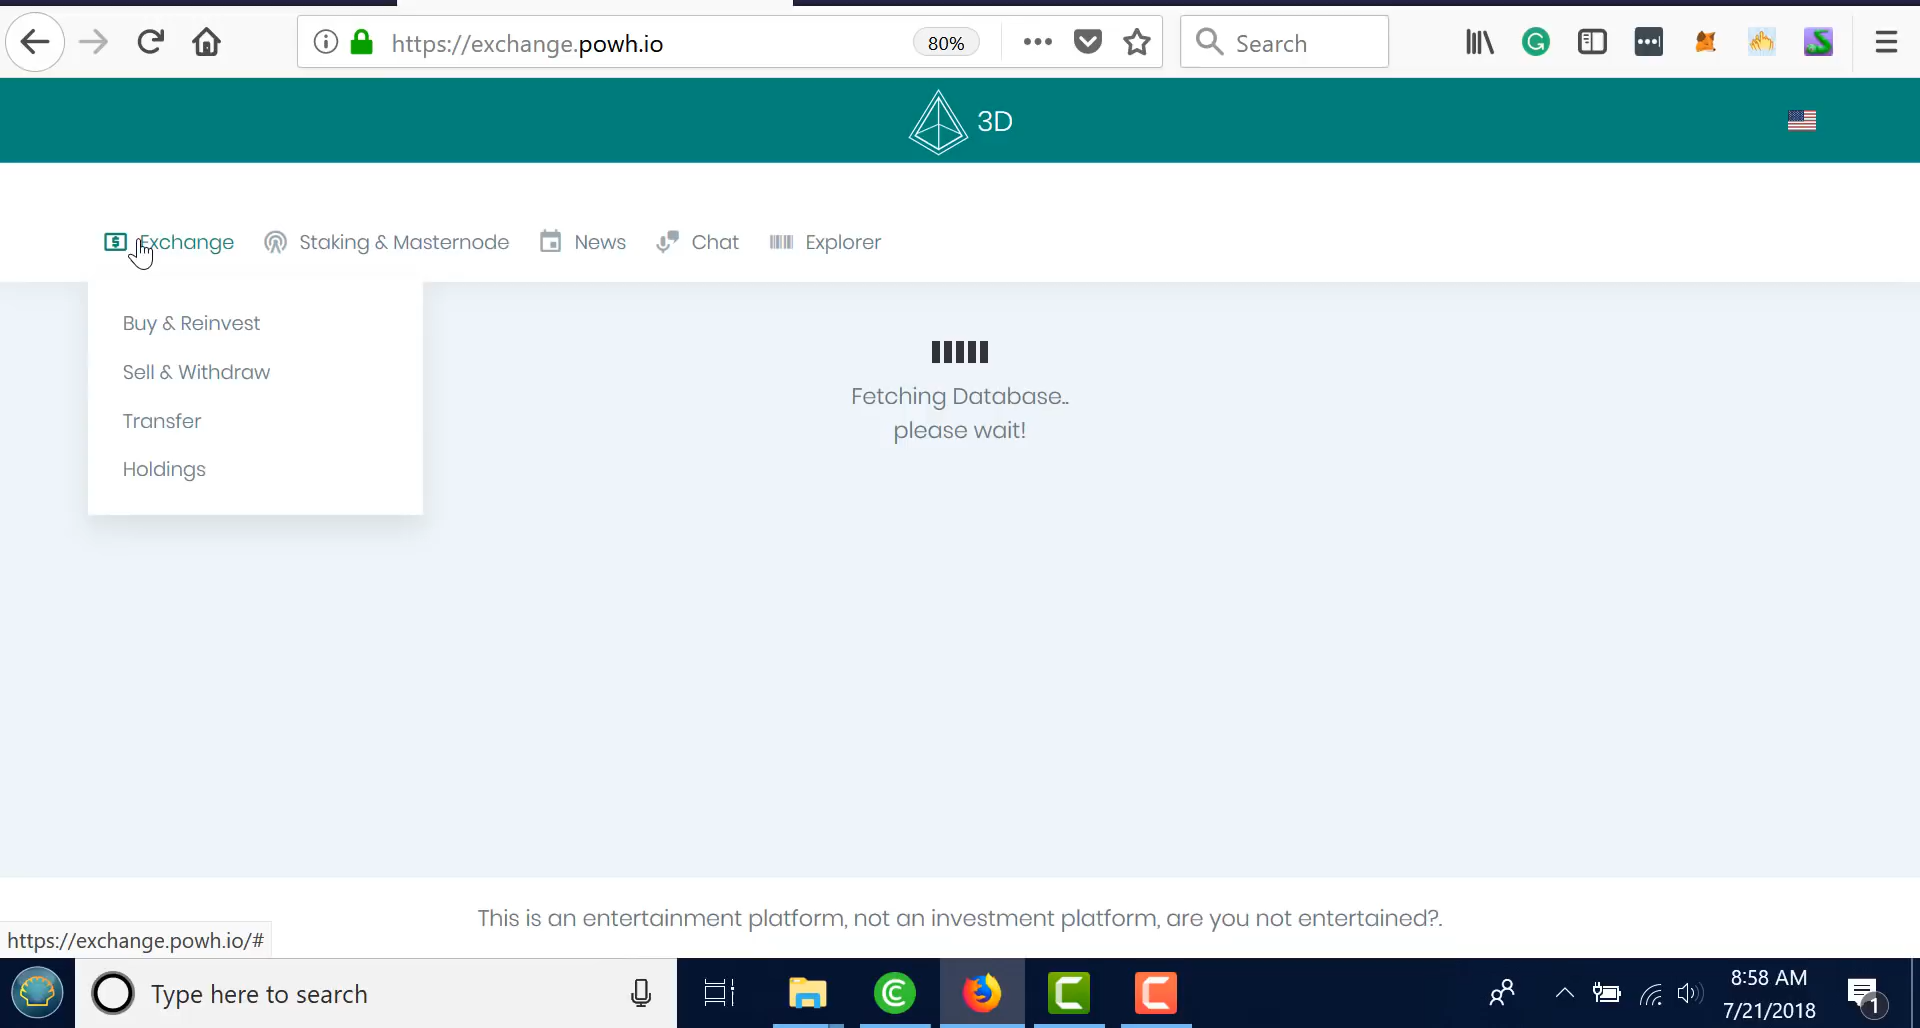 https://exchange.powh.io
80%
Search
3D
Exchange
Staking & Masternode
News
Chat
Explorer
Buy & Reinvest
Sell & Withdraw
Transfer
Holdings
Fetching Database..
please wait!
This is an entertainment platform, not an investment platform, are you not entertained?.
https://exchange.powh.io/#
Type here to search
8:58 AM
7/21/2018
1